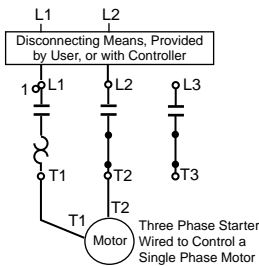 L1 L2
Disconnecting Means, Provided
by User, or with Controller
1 L1 L2 L3
T1 T2 T3
T1 T2
Motor
Three Phase Starter
Wired to Control a
Single Phase Motor